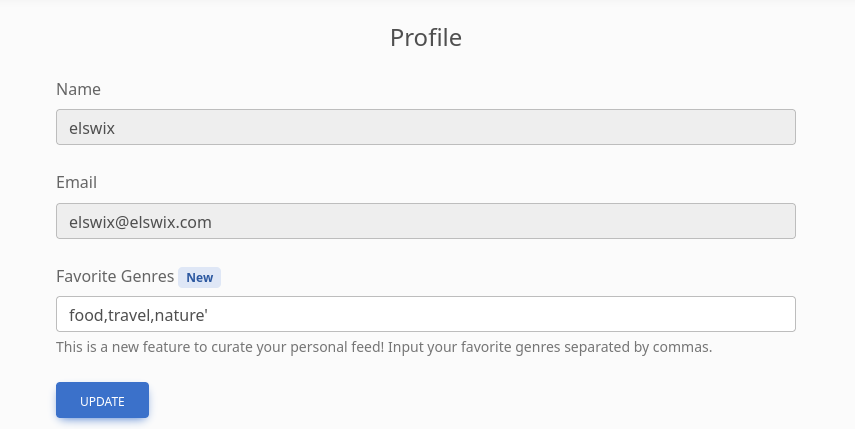 Profile
Name
elswix
Email
elswix@elswix.com
Favorite Genres New
food,travel,nature'
This is a new feature to curate your personal feed! Input your favorite genres separated by commas.
UPDATE